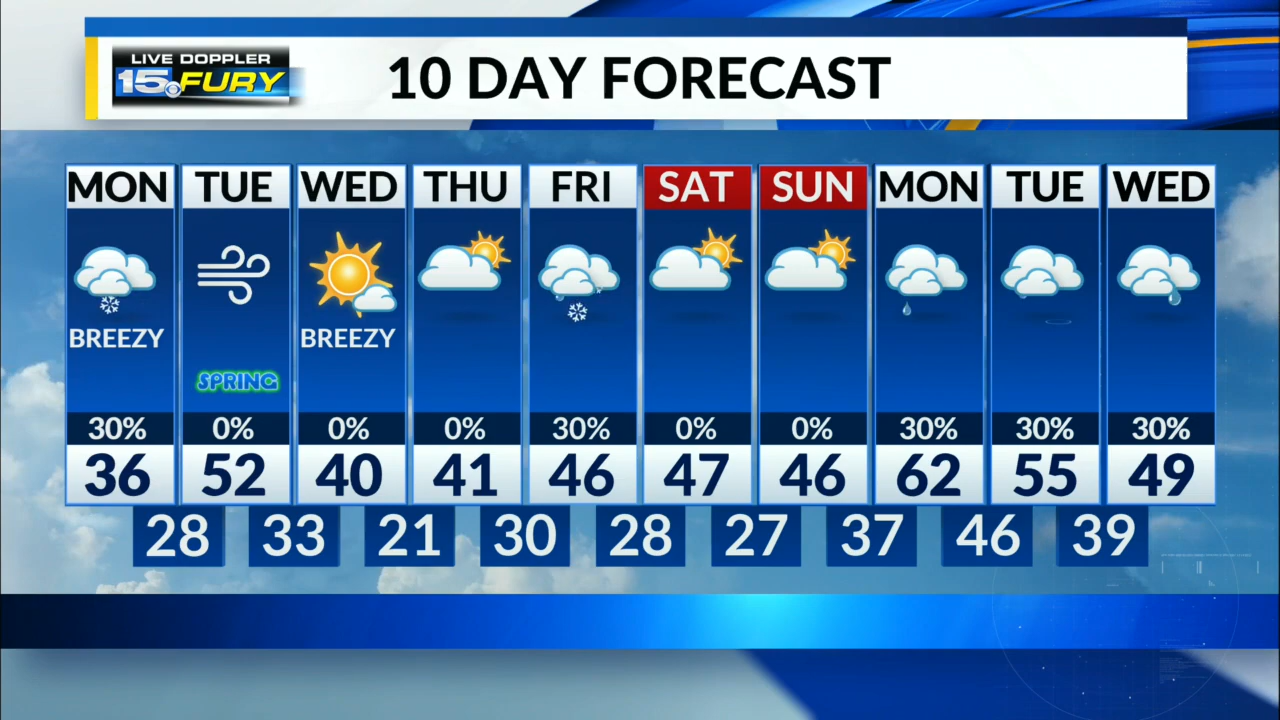 LIVE DOPPLER
15 FURY
10 DAY FORECAST
MON TUE WED THU FRI SAT SUN MON TUE WED
BREEZY BREEZY
SPRING
30% 0% 0% 0% 30% 0% 0% 30% 30% 30%
36 52 40 41 46 47 46 62 55 49
28 33 21 30 28 27 37 46 39